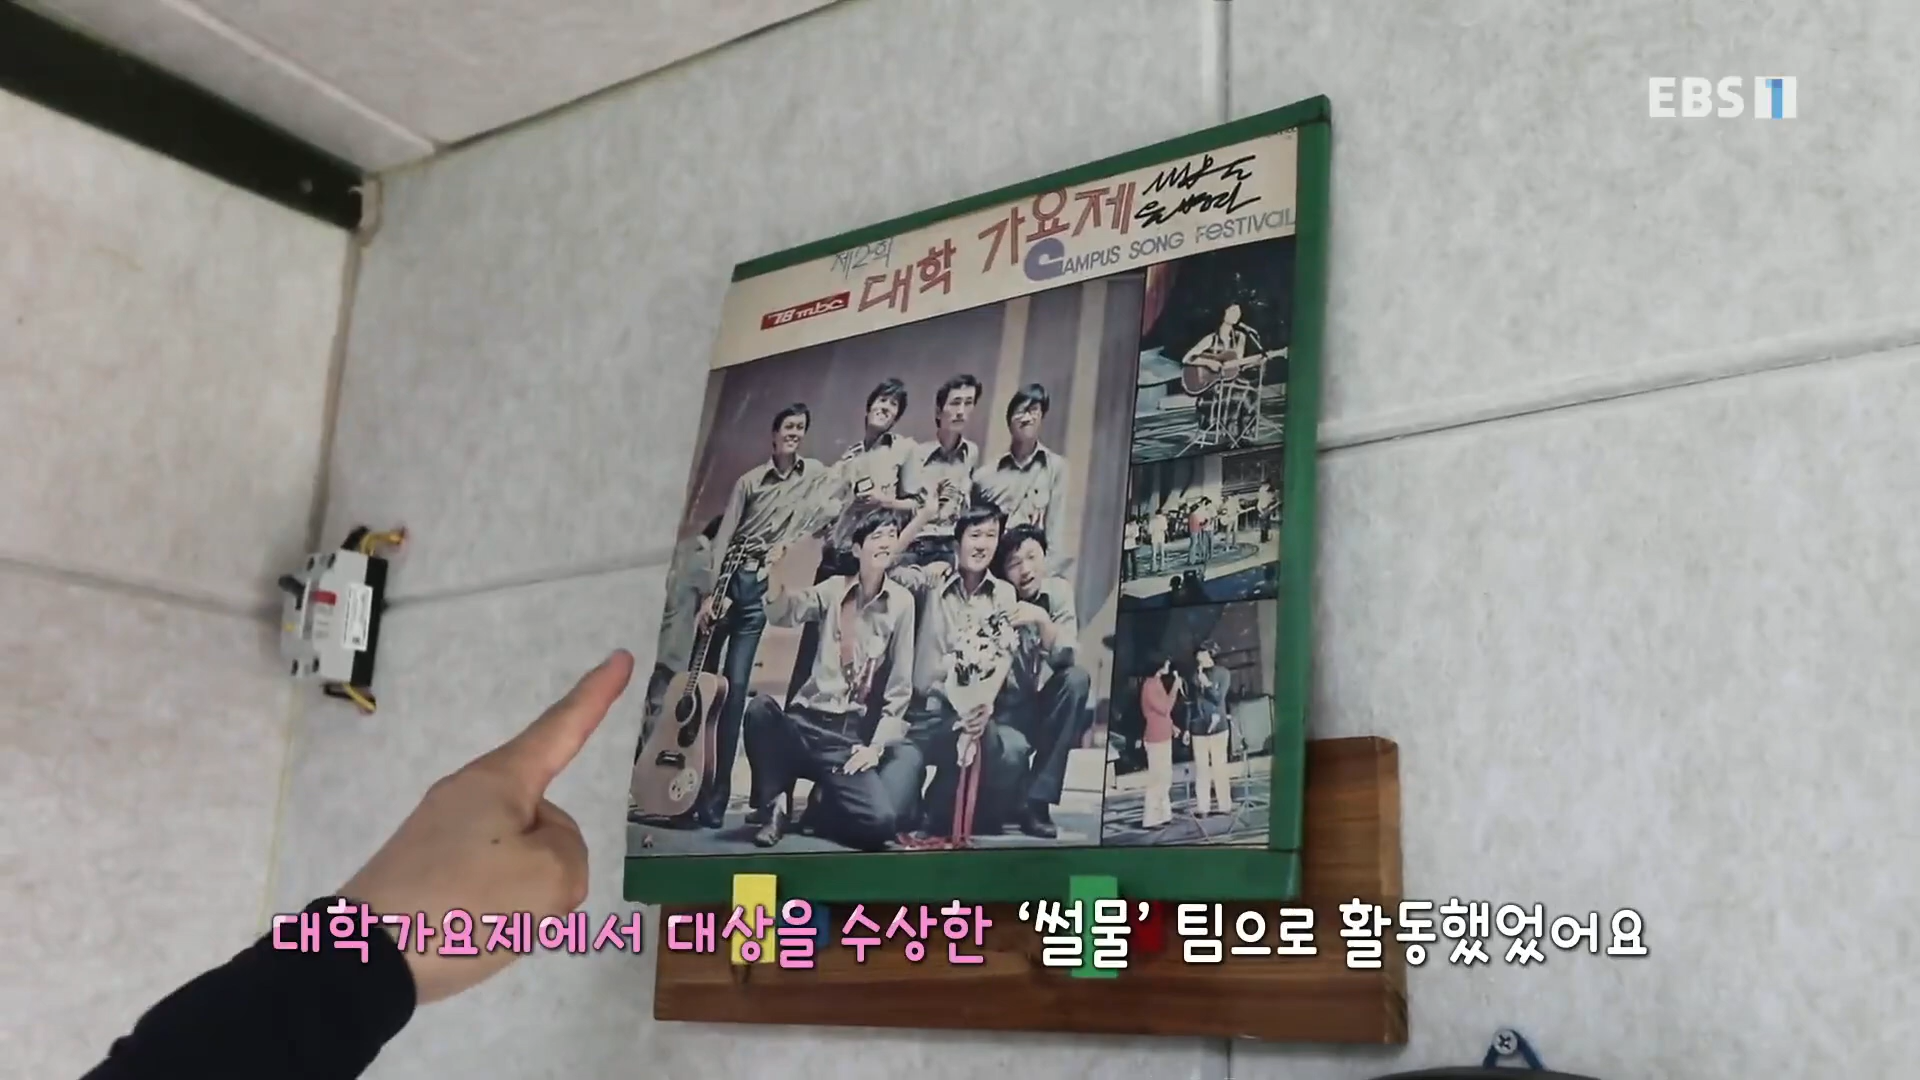 EBS 1
제2회
'78 mbc 대학 가요제
CAMPUS SONG FESTIVAL
대학가요제에서 대상을 수상한 ‘썰물’ 팀으로 활동했었어요